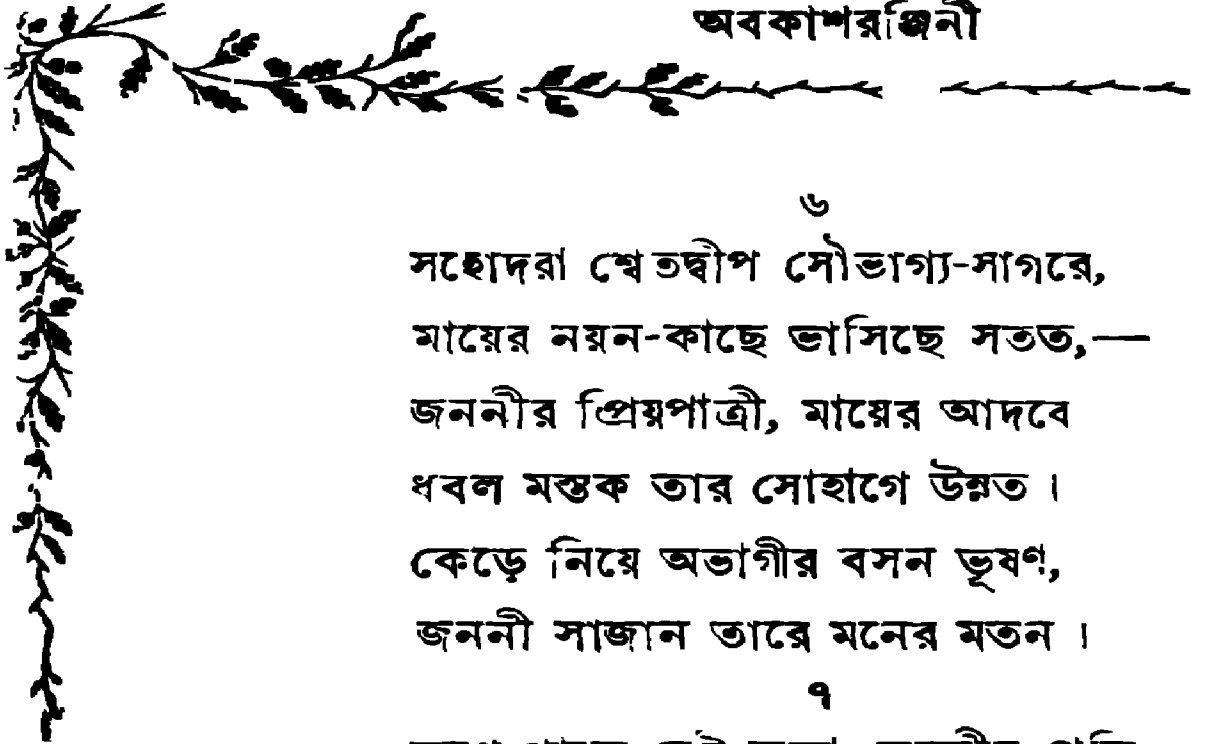 অবকাশরঞ্জিনী
৬
সহোদরা শ্বেতদ্বীপ সৌভাগ্য-সাগরে,
মায়ের নয়ন-কাছে ভাসিছে সতত,—
জননীর প্রিয়পাত্রী, মায়ের আদবে
ধবল মস্তক তার সোহাগে উন্নত ।
কেড়ে নিয়ে অভাগীর বসন ভূষণ,
জননী সাজান তারে মনের মতন ।
৭